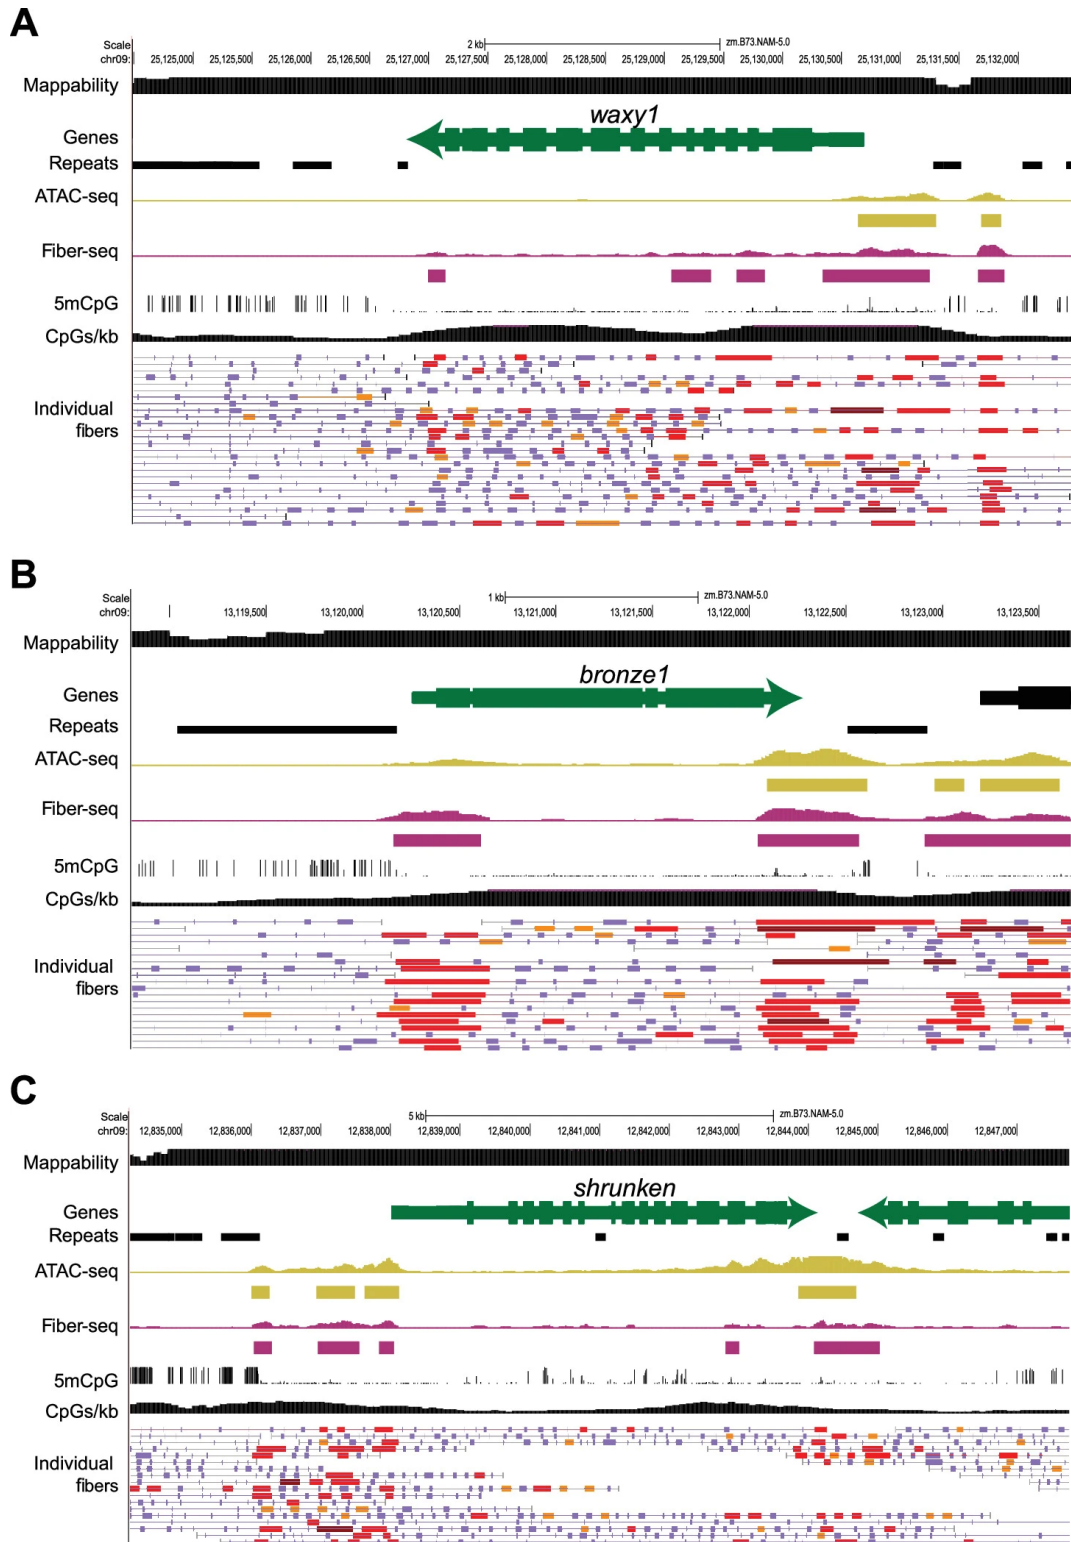 A
Scale 2 kb zm.B73.NAM-5.0
chr09: 25,125,000 25,125,500 25,126,000 25,126,500 25,127,000 25,127,500 25,128,000 25,128,500 25,129,000 25,129,500 25,130,000 25,130,500 25,131,000 25,131,500 25,132,000
Mappability
waxy1
Genes
Repeats
ATAC-seq
Fiber-seq
5mCpG
CpGs/kb
Individual
fibers
B
Scale 1 kb zm.B73.NAM-5.0
chr09: 13,119,500 13,120,000 13,120,500 13,121,000 13,121,500 13,122,000 13,122,500 13,123,000 13,123,500
Mappability
bronze1
Genes
Repeats
ATAC-seq
Fiber-seq
5mCpG
CpGs/kb
Individual
fibers
C
Scale 5 kb zm.B73.NAM-5.0
chr09: 12,835,000 12,836,000 12,837,000 12,838,000 12,839,000 12,840,000 12,841,000 12,842,000 12,843,000 12,844,000 12,845,000 12,846,000 12,847,000
Mappability
shrunken
Genes
Repeats
ATAC-seq
Fiber-seq
5mCpG
CpGs/kb
Individual
fibers